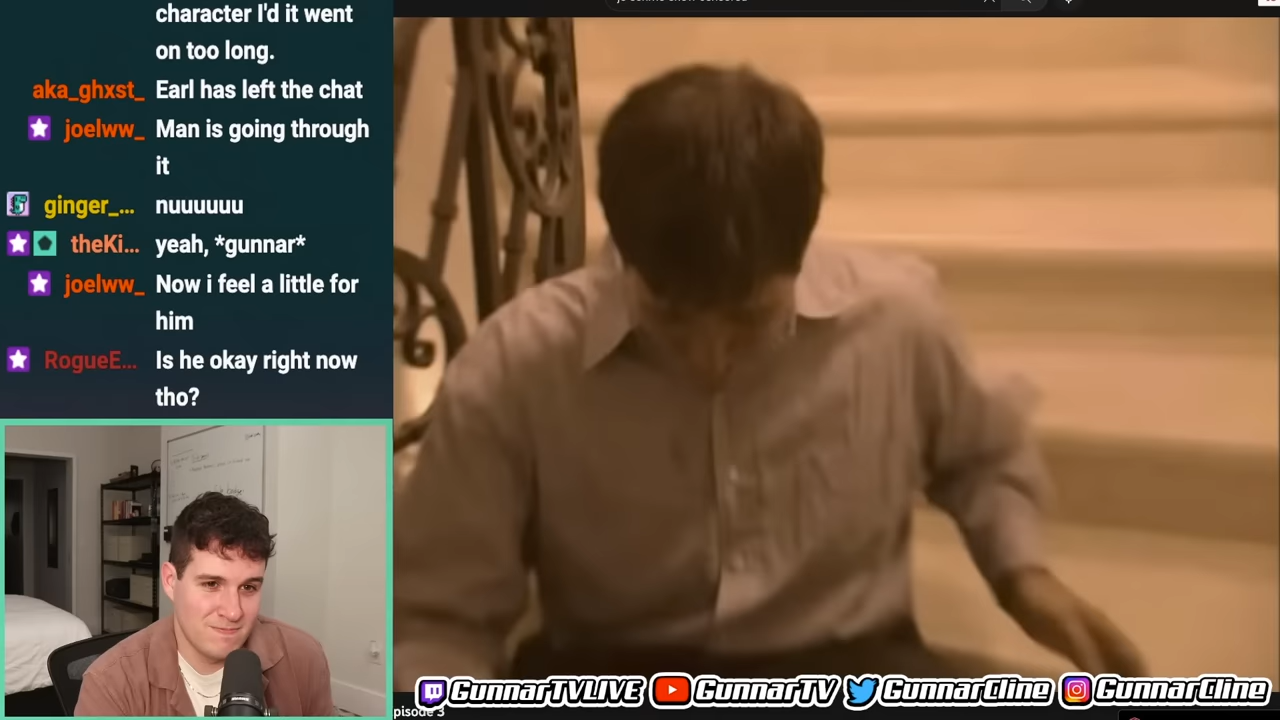 character I'd it went
on too long.
aka_ghxst_ Earl has left the chat
joelww_ Man is going through
it
ginger_... nuuuuuu
theKi... yeah, *gunnar*
joelww_ Now i feel a little for
him
RogueE... Is he okay right now
tho?
GunnarTVLIVE GunnarTV GunnarCline GunnarCline
pisode 3